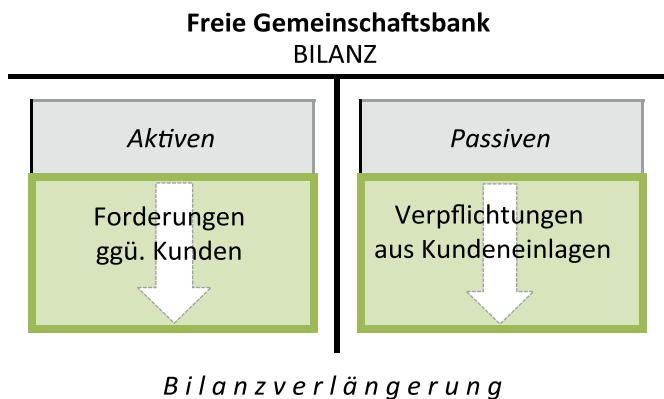 Freie Gemeinschaftsbank
BILANZ
Aktiven
Passiven
Forderungen
ggü. Kunden
Verpflichtungen
aus Kundeneinlagen
Bilanzverlängerung